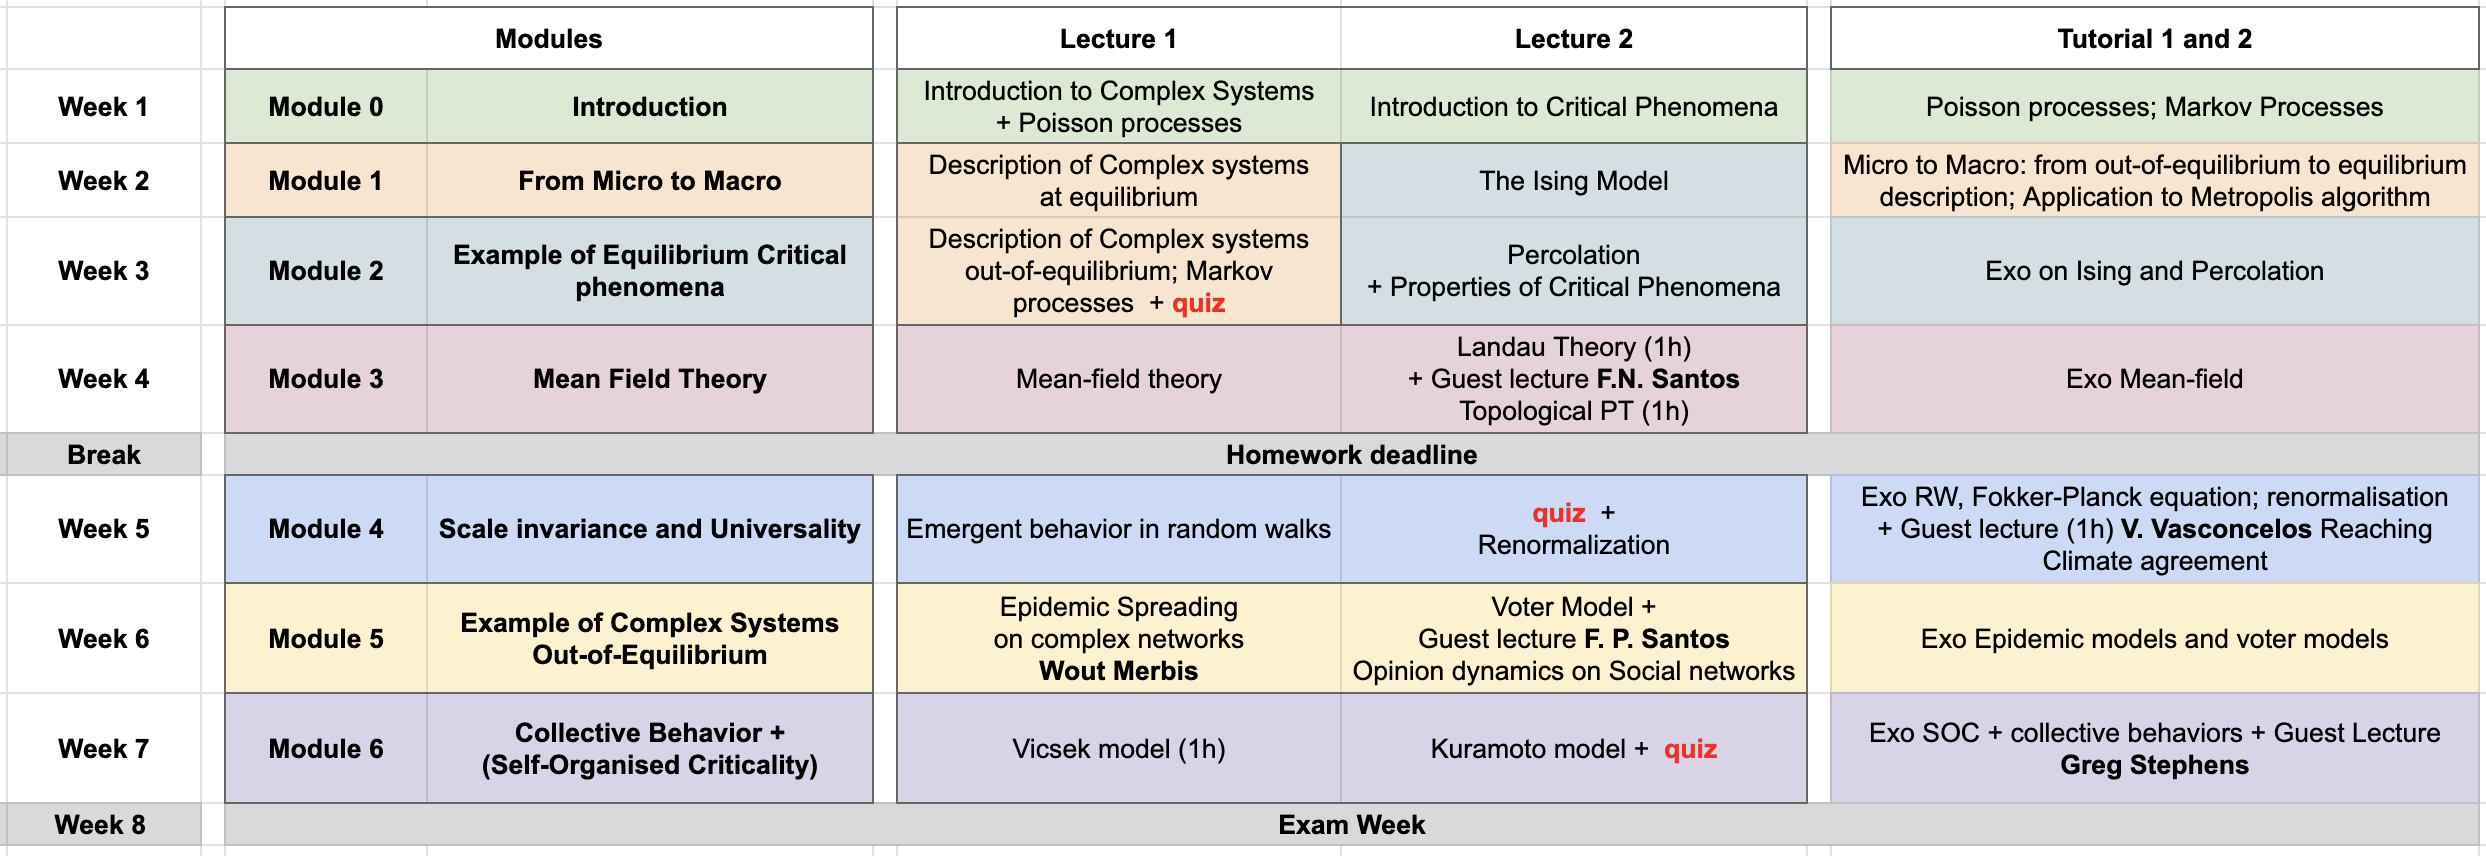 Modules
Lecture 1
Lecture 2
Tutorial 1 and 2
Week 1
Module 0
Introduction
Introduction to Complex Systems
+ Poisson processes
Introduction to Critical Phenomena
Poisson processes; Markov Processes
Week 2
Module 1
From Micro to Macro
Description of Complex systems
at equilibrium
The Ising Model
Micro to Macro: from out-of-equilibrium to equilibrium
description; Application to Metropolis algorithm
Week 3
Module 2
Example of Equilibrium Critical
phenomena
Description of Complex systems
out-of-equilibrium; Markov
processes + quiz
Percolation
+ Properties of Critical Phenomena
Exo on Ising and Percolation
Week 4
Module 3
Mean Field Theory
Mean-field theory
Landau Theory (1h)
+ Guest lecture F.N. Santos
Topological PT (1h)
Exo Mean-field
Break
Homework deadline
Week 5
Module 4
Scale invariance and Universality
Emergent behavior in random walks
quiz +
Renormalization
Exo RW, Fokker-Planck equation; renormalisation
+ Guest lecture (1h) V. Vasconcelos Reaching
Climate agreement
Week 6
Module 5
Example of Complex Systems
Out-of-Equilibrium
Epidemic Spreading
on complex networks
Wout Merbis
Voter Model +
Guest lecture F. P. Santos
Opinion dynamics on Social networks
Exo Epidemic models and voter models
Week 7
Module 6
Collective Behavior +
(Self-Organised Criticality)
Vicsek model (1h)
Kuramoto model + quiz
Exo SOC + collective behaviors + Guest Lecture
Greg Stephens
Week 8
Exam Week